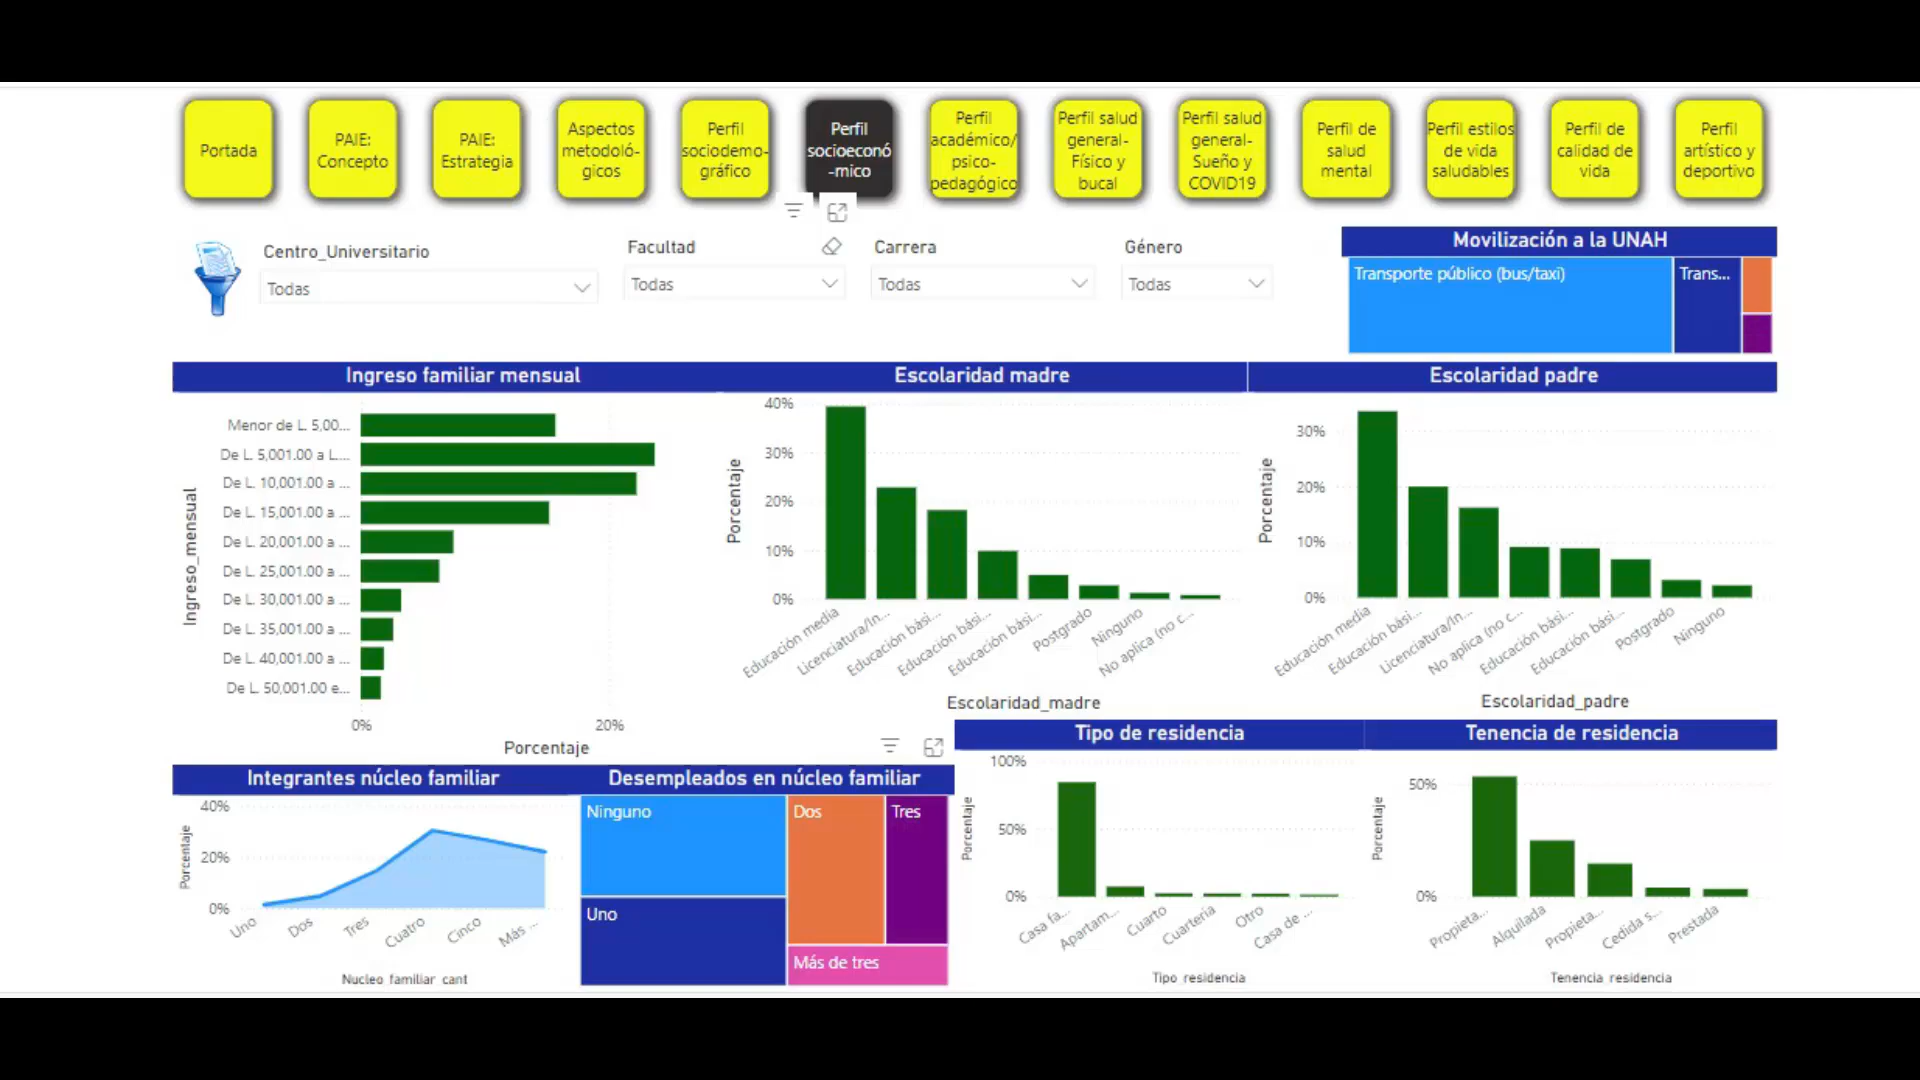 Portada
PAIE:
Concepto
PAIE:
Estrategia
Aspectos
metodoló-
gicos
Perfil
sociodemo-
gráfico
Perfil
socioeconó
-mico
Perfil
académico/
psico-
pedagógico
Perfil salud
general-
Físico y
bucal
Perfil salud
general-
Sueño y
COVID19
Perfil de
salud
mental
Perfil estilos
de vida
saludables
Perfil de
calidad de
vida
Perfil
artístico y
deportivo
Centro_Universitario
Todas
Facultad
Todas
Carrera
Todas
Género
Todas
Movilización a la UNAH
Transporte público (bus/taxi)
Trans...
Ingreso familiar mensual
Ingreso_mensual
Menor de L. 5,00...
De L. 5,001.00 a L....
De L. 10,001.00 a ...
De L. 15,001.00 a ...
De L. 20,001.00 a ...
De L. 25,001.00 a ...
De L. 30,001.00 a ...
De L. 35,001.00 a ...
De L. 40,001.00 a ...
De L. 50,001.00 e...
0%
20%
Porcentaje
Escolaridad madre
Porcentaje
40%
30%
20%
10%
0%
Educación media
Licenciatura/In...
Educación bási...
Educación bási...
Educación bási...
Postgrado
Ninguno
No aplica (no c...
Escolaridad_madre
Escolaridad padre
Porcentaje
30%
20%
10%
0%
Educación media
Educación bási...
Licenciatura/In...
No aplica (no c...
Educación bási...
Educación bási...
Postgrado
Ninguno
Escolaridad_padre
Integrantes núcleo familiar
Porcentaje
40%
20%
0%
Uno
Dos
Tres
Cuatro
Cinco
Más ...
Nucleo_familiar_cant
Desempleados en núcleo familiar
Ninguno
Uno
Dos
Tres
Más de tres
Tipo de residencia
Porcentaje
100%
50%
0%
Casa fa...
Apartam...
Cuarto
Cuartería
Otro
Casa de ...
Tipo_residencia
Tenencia de residencia
Porcentaje
50%
0%
Propieta...
Alquilada
Propieta...
Cedida s...
Prestada
Tenencia_residencia